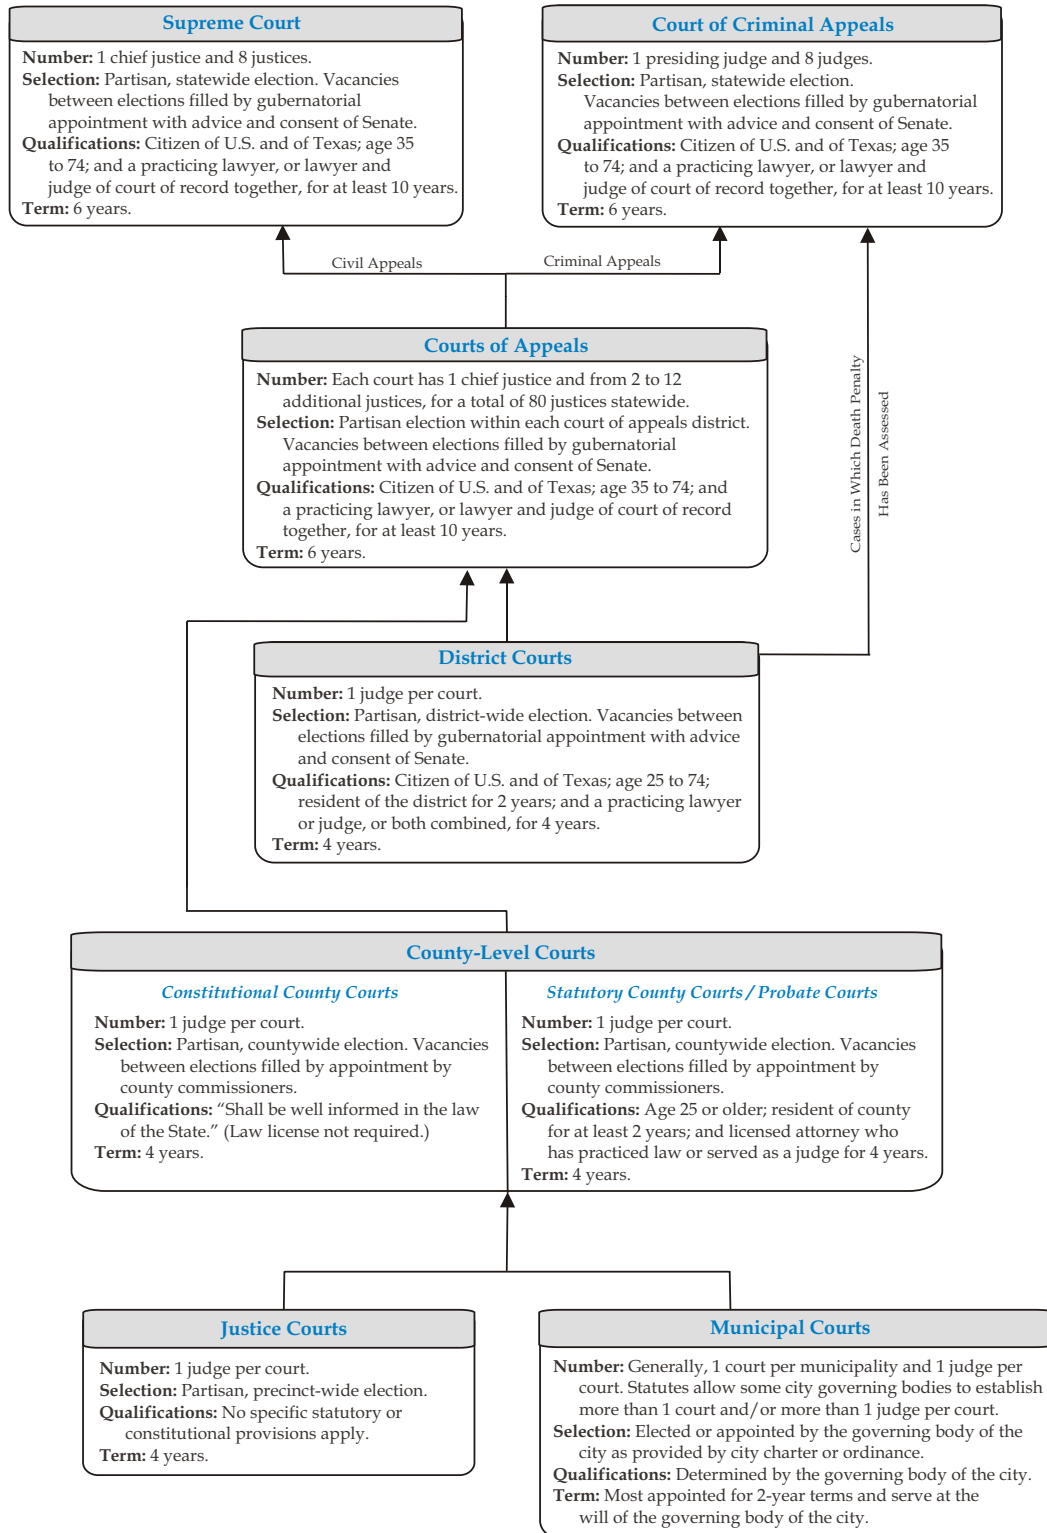 Supreme Court
Number: 1 chief justice and 8 justices.
Selection: Partisan, statewide election. Vacancies
between elections filled by gubernatorial
appointment with advice and consent of Senate.
Qualifications: Citizen of U.S. and of Texas; age 35
to 74; and a practicing lawyer, or lawyer and
judge of court of record together, for at least 10 years.
Term: 6 years.
Court of Criminal Appeals
Number: 1 presiding judge and 8 judges.
Selection: Partisan, statewide election.
Vacancies between elections filled by gubernatorial
appointment with advice and consent of Senate.
Qualifications: Citizen of U.S. and of Texas; age 35
to 74; and a practicing lawyer, or lawyer and
judge of court of record together, for at least 10 years.
Term: 6 years.
Civil Appeals
Criminal Appeals
Cases in Which Death Penalty
Has Been Assessed
Courts of Appeals
Number: Each court has 1 chief justice and from 2 to 12
additional justices, for a total of 80 justices statewide.
Selection: Partisan election within each court of appeals district.
Vacancies between elections filled by gubernatorial
appointment with advice and consent of Senate.
Qualifications: Citizen of U.S. and of Texas; age 35 to 74; and
a practicing lawyer, or lawyer and judge of court of record
together, for at least 10 years.
Term: 6 years.
District Courts
Number: 1 judge per court.
Selection: Partisan, district-wide election. Vacancies between
elections filled by gubernatorial appointment with advice
and consent of Senate.
Qualifications: Citizen of U.S. and of Texas; age 25 to 74;
resident of the district for 2 years; and a practicing lawyer
or judge, or both combined, for 4 years.
Term: 4 years.
County-Level Courts
Constitutional County Courts
Number: 1 judge per court.
Selection: Partisan, countywide election. Vacancies
between elections filled by appointment by
county commissioners.
Qualifications: “Shall be well informed in the law
of the State.” (Law license not required.)
Term: 4 years.
Statutory County Courts / Probate Courts
Number: 1 judge per court.
Selection: Partisan, countywide election. Vacancies
between elections filled by appointment by
county commissioners.
Qualifications: Age 25 or older; resident of county
for at least 2 years; and licensed attorney who
has practiced law or served as a judge for 4 years.
Term: 4 years.
Justice Courts
Number: 1 judge per court.
Selection: Partisan, precinct-wide election.
Qualifications: No specific statutory or
constitutional provisions apply.
Term: 4 years.
Municipal Courts
Number: Generally, 1 court per municipality and 1 judge per
court. Statutes allow some city governing bodies to establish
more than 1 court and/or more than 1 judge per court.
Selection: Elected or appointed by the governing body of the
city as provided by city charter or ordinance.
Qualifications: Determined by the governing body of the city.
Term: Most appointed for 2-year terms and serve at the
will of the governing body of the city.